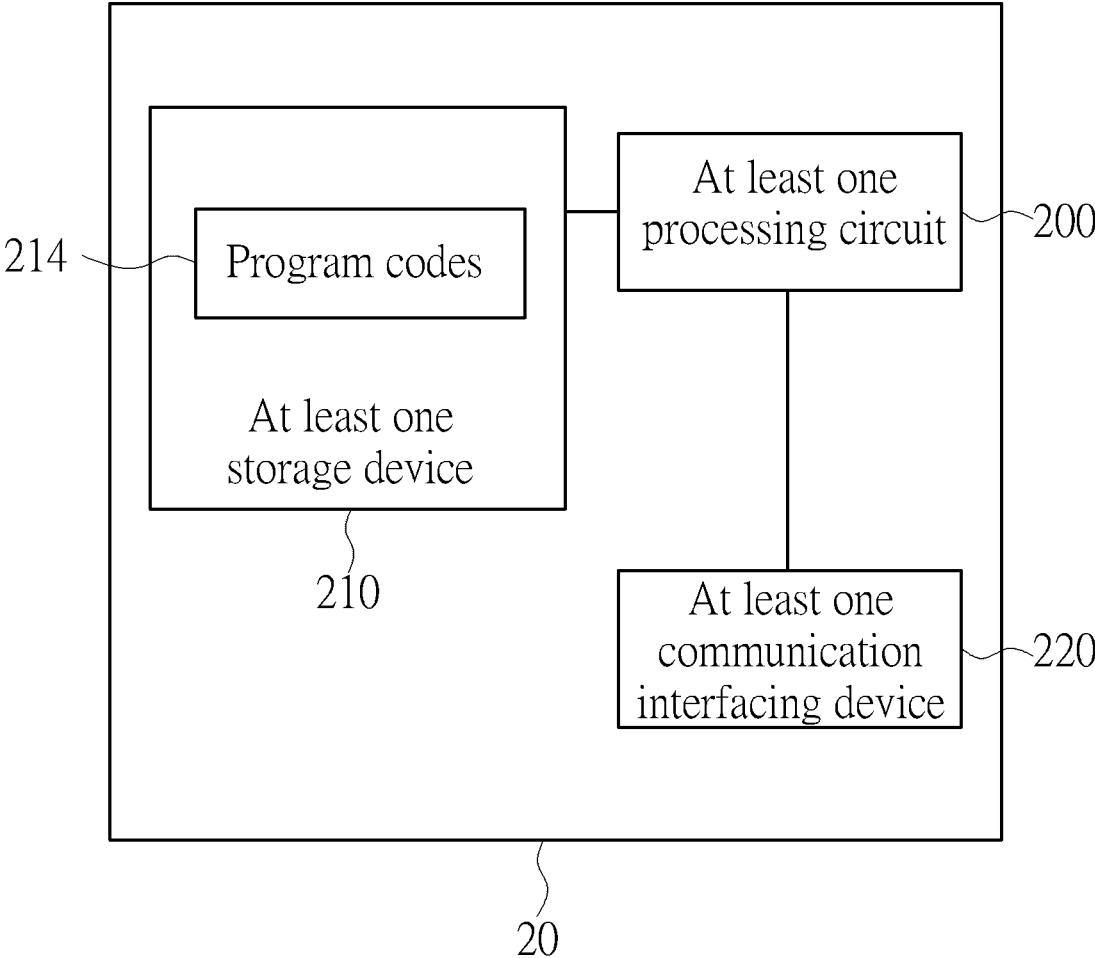 At least one
processing circuit
200
214
Program codes
At least one
storage device
210
At least one
communication
interfacing device
220
20